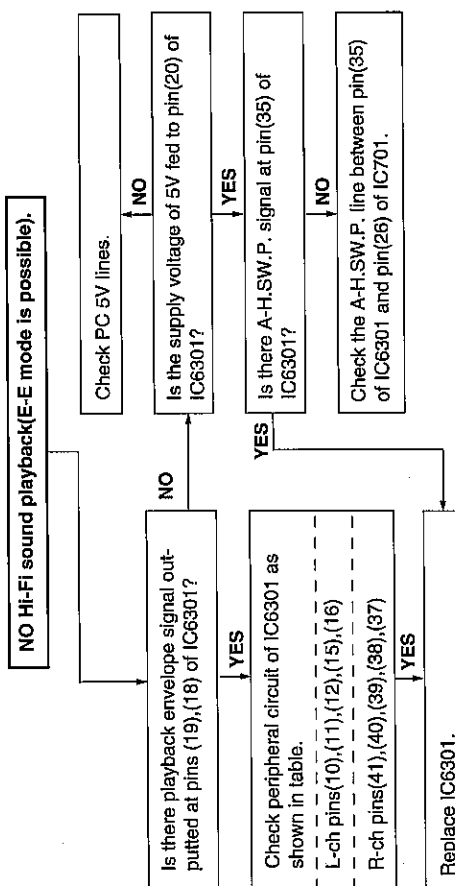 NO Hi-Fi sound playback(E-E mode is possible).
Is there playback envelope signal out-
putted at pins (19),(18) of IC6301?
NO
YES
Check peripheral circuit of IC6301 as
shown in table.
L-ch pins(10),(11),(12),(15),(16)
R-ch pins(41),(40),(39),(38),(37)
YES
Replace IC6301.
Check PC 5V lines.
NO
Is the supply voltage of 5V fed to pin(20) of
IC6301?
YES
Is there A-H.SW.P. signal at pin(35) of
IC6301?
YES
NO
Check the A-H.SW.P. line between pin(35)
of IC6301 and pin(26) of IC701.